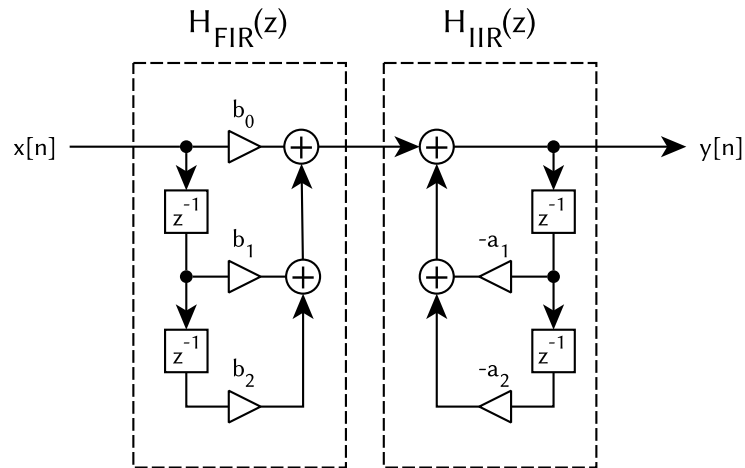 H_FIR(z) H_IIR(z)
b_0
x[n] y[n]
z^-1 z^-1
b_1 -a_1
z^-1 z^-1
b_2 -a_2